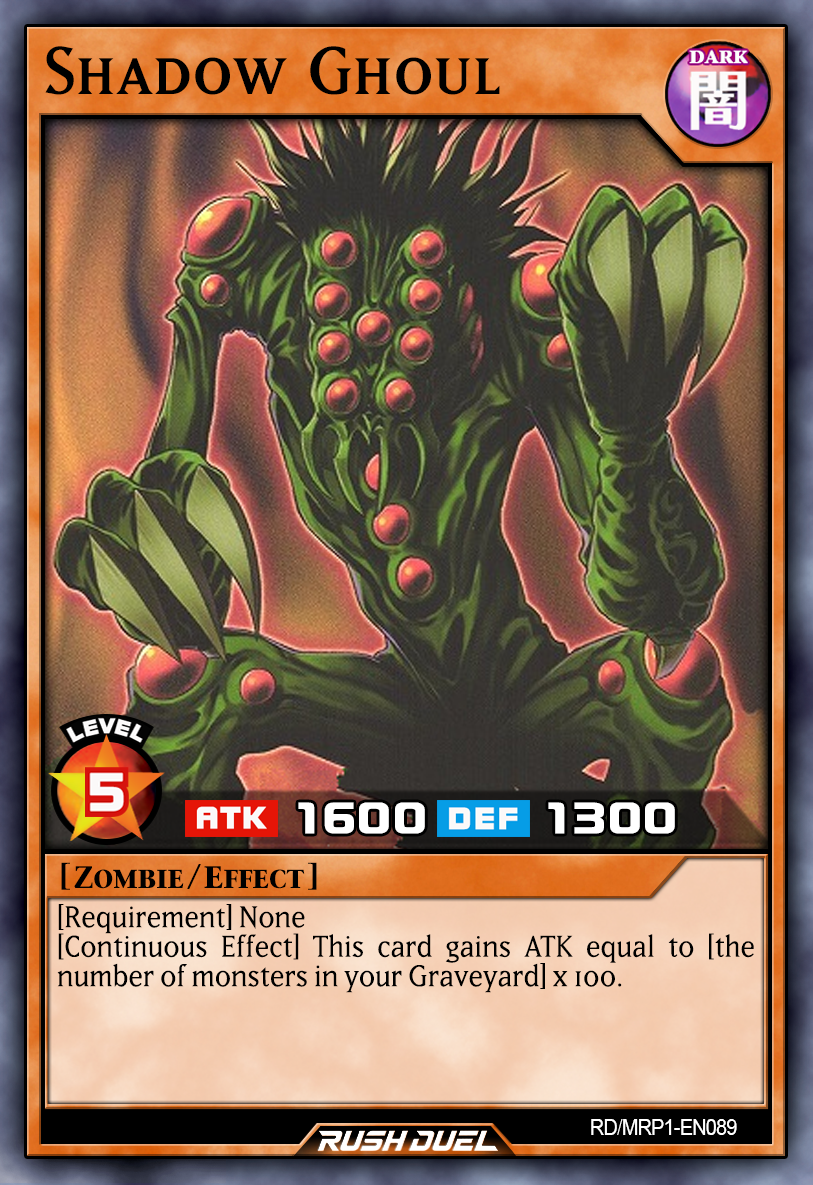 Shadow Ghoul
DARK
闇
LEVEL
5
ATK 1600 DEF 1300
[Zombie/Effect]
[Requirement] None
[Continuous Effect] This card gains ATK equal to [the
number of monsters in your Graveyard] x 100.
RUSH DUEL
RD/MRP1-EN089